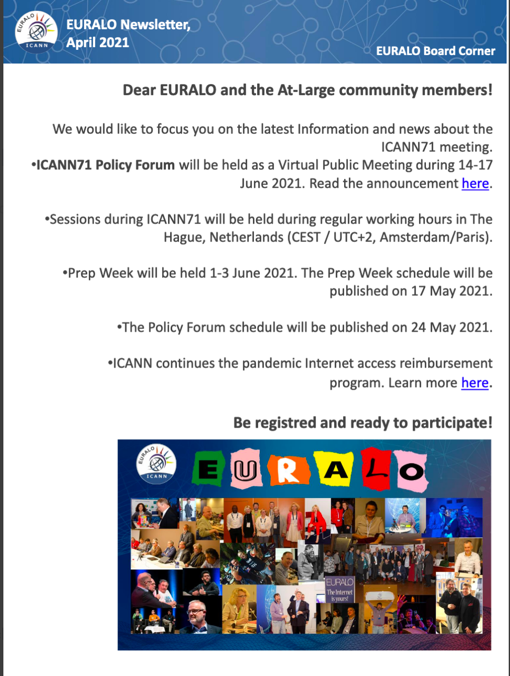 EURALO
ICANN
EURALO Newsletter,
April 2021
EURALO Board Corner
Dear EURALO and the At-Large community members!
We would like to focus you on the latest Information and news about the
ICANN71 meeting.
•ICANN71 Policy Forum will be held as a Virtual Public Meeting during 14-17
June 2021. Read the announcement here.
•Sessions during ICANN71 will be held during regular working hours in The
Hague, Netherlands (CEST / UTC+2, Amsterdam/Paris).
•Prep Week will be held 1-3 June 2021. The Prep Week schedule will be
published on 17 May 2021.
•The Policy Forum schedule will be published on 24 May 2021.
•ICANN continues the pandemic Internet access reimbursement
program. Learn more here.
Be registred and ready to participate!
EURALO
ICANN
EURALO
EURALO
The Internet
is yours!